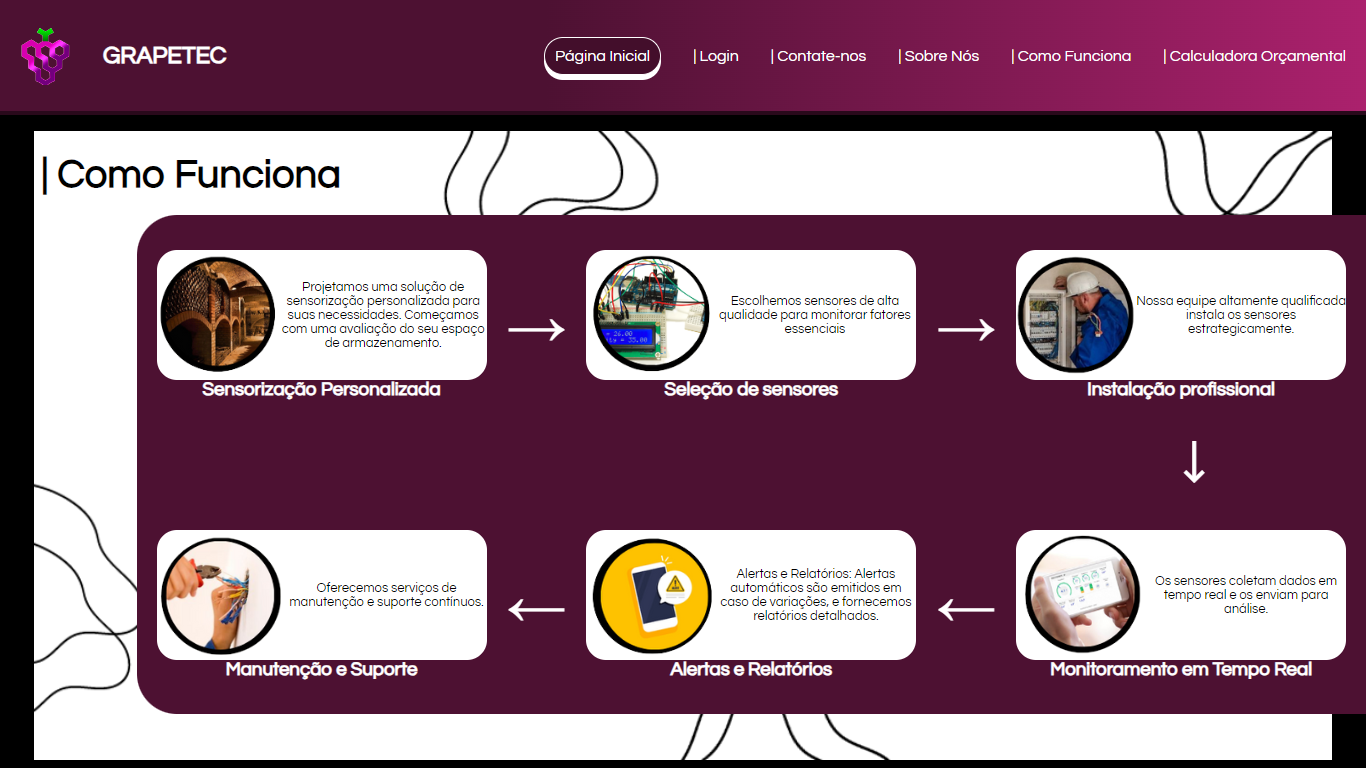 GRAPETEC
Página Inicial
| Login
| Contate-nos
| Sobre Nós
| Como Funciona
| Calculadora Orçamental
| Como Funciona
Projetamos uma solução de
sensorização personalizada para
suas necessidades. Começamos
com uma avaliação do seu espaço
de armazenamento.
Sensorização Personalizada
Escolhemos sensores de alta
qualidade para monitorar fatores
essenciais
Seleção de sensores
Nossa equipe altamente qualificada
instala os sensores
estrategicamente.
Instalação profissional
Oferecemos serviços de
manutenção e suporte contínuos.
Manutenção e Suporte
Alertas e Relatórios: Alertas
automáticos são emitidos em
caso de variações, e fornecemos
relatórios detalhados.
Alertas e Relatórios
Os sensores coletam dados em
tempo real e os enviam para
análise.
Monitoramento em Tempo Real